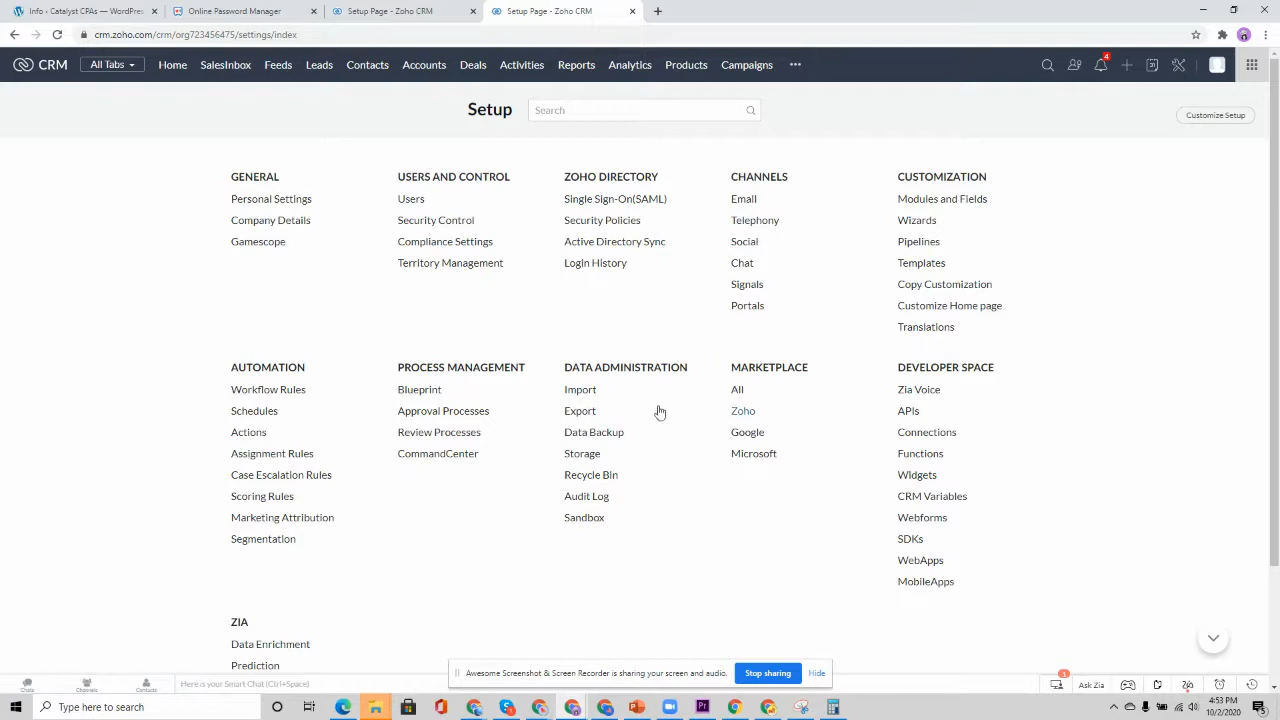 Info ‹ Catalyst CPAs — WordPres
Online Password Manager
Setup Page - Zoho CRM
Setup Page - Zoho CRM
crm.zoho.com/crm/org723456475/settings/index
CRM
All Tabs
Home
SalesInbox
Feeds
Leads
Contacts
Accounts
Deals
Activities
Reports
Analytics
Products
Campaigns
4
31
Setup
Search
Customize Setup
GENERAL
Personal Settings
Company Details
Gamescope
USERS AND CONTROL
Users
Security Control
Compliance Settings
Territory Management
ZOHO DIRECTORY
Single Sign-On(SAML)
Security Policies
Active Directory Sync
Login History
CHANNELS
Email
Telephony
Social
Chat
Signals
Portals
CUSTOMIZATION
Modules and Fields
Wizards
Pipelines
Templates
Copy Customization
Customize Home page
Translations
AUTOMATION
Workflow Rules
Schedules
Actions
Assignment Rules
Case Escalation Rules
Scoring Rules
Marketing Attribution
Segmentation
PROCESS MANAGEMENT
Blueprint
Approval Processes
Review Processes
CommandCenter
DATA ADMINISTRATION
Import
Export
Data Backup
Storage
Recycle Bin
Audit Log
Sandbox
MARKETPLACE
All
Zoho
Google
Microsoft
DEVELOPER SPACE
Zia Voice
APIs
Connections
Functions
Widgets
CRM Variables
Webforms
SDKs
WebApps
MobileApps
ZIA
Data Enrichment
Prediction
Awesome Screenshot & Screen Recorder is sharing your screen and audio.
Stop sharing
Hide
Chats
Channels
Contacts
Here is your Smart Chat (Ctrl+Space)
Ask Zia
Type here to search
4:53 PM
10/2/2020